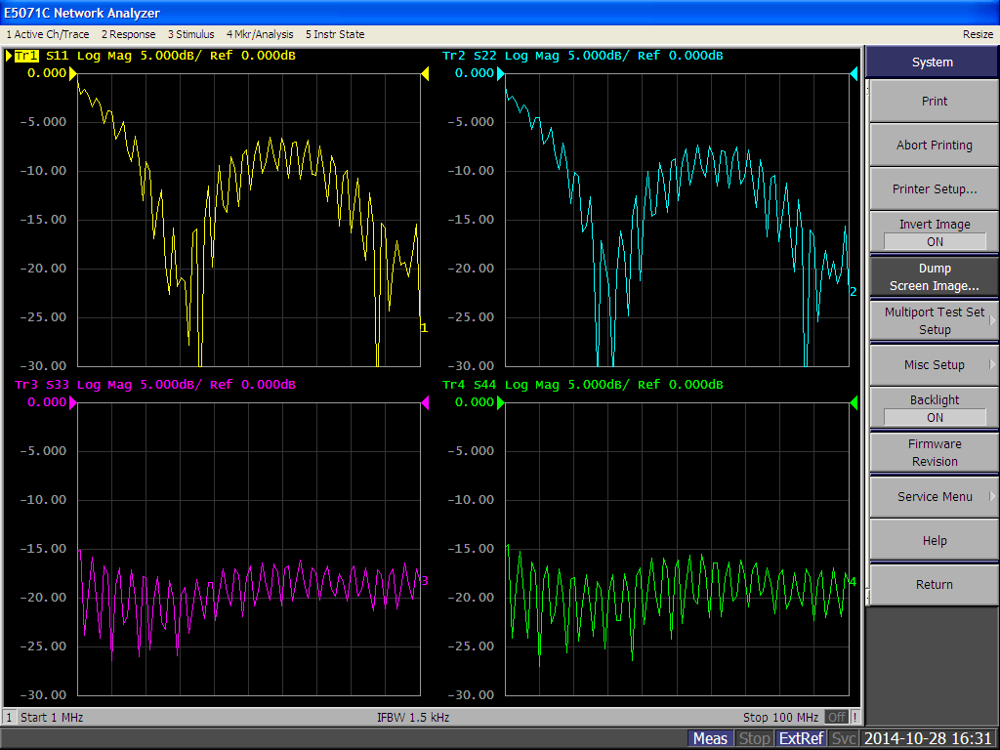 E5071C Network Analyzer
1 Active Ch/Trace 2 Response 3 Stimulus 4 Mkr/Analysis 5 Instr State Resize
Tr1 S11 Log Mag 5.000dB/ Ref 0.000dB
0.000
-5.000
-10.00
-15.00
-20.00
-25.00
-30.00
1
Tr2 S22 Log Mag 5.000dB/ Ref 0.000dB
0.000
-5.000
-10.00
-15.00
-20.00
-25.00
-30.00
2
Tr3 S33 Log Mag 5.000dB/ Ref 0.000dB
0.000
-5.000
-10.00
-15.00
-20.00
-25.00
-30.00
3
Tr4 S44 Log Mag 5.000dB/ Ref 0.000dB
0.000
-5.000
-10.00
-15.00
-20.00
-25.00
-30.00
4
System
Print
Abort Printing
Printer Setup...
Invert Image
ON
Dump
Screen Image...
Multiport Test Set
Setup
Misc Setup
Backlight
ON
Firmware
Revision
Service Menu
Help
Return
1 Start 1 MHz IFBW 1.5 kHz Stop 100 MHz Off !
Meas Stop ExtRef Svc 2014-10-28 16:31